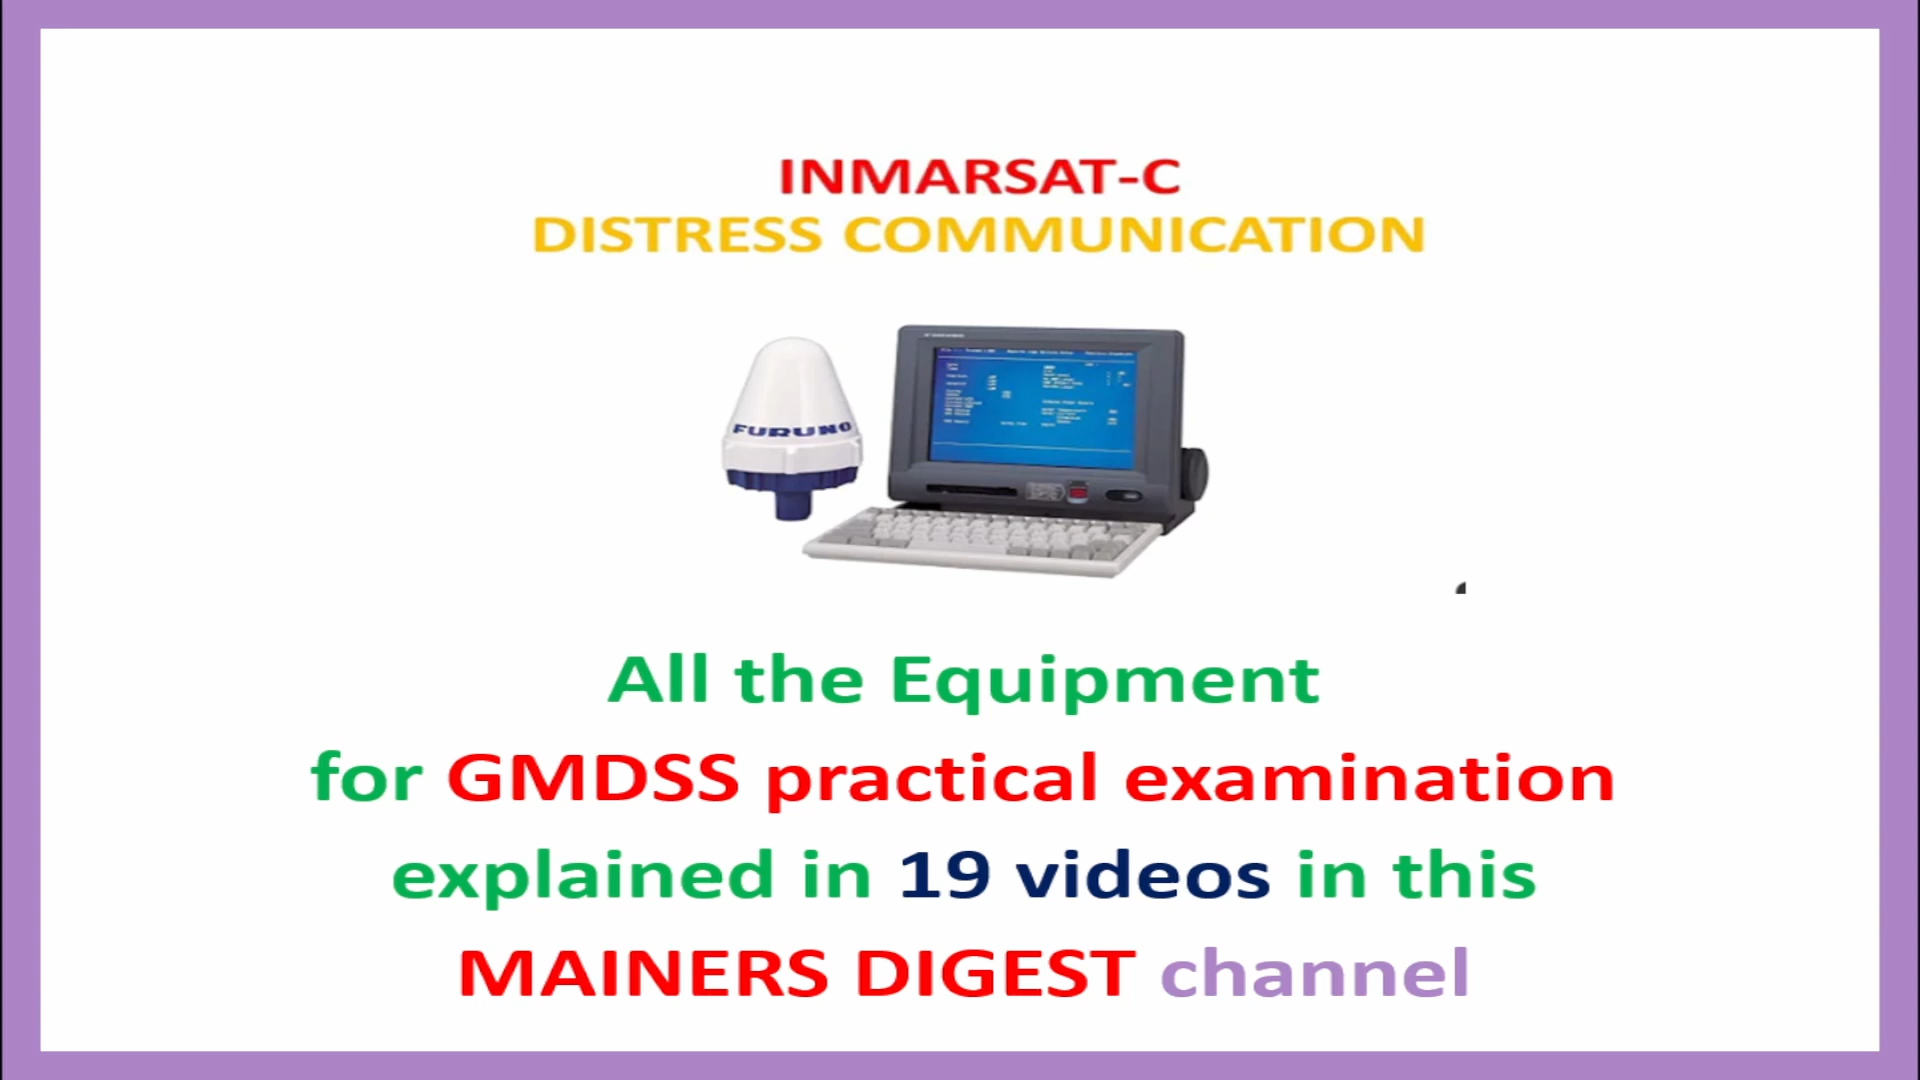 INMARSAT-C
DISTRESS COMMUNICATION
FURUNO
All the Equipment
for GMDSS practical examination
explained in 19 videos in this
MAINERS DIGEST channel